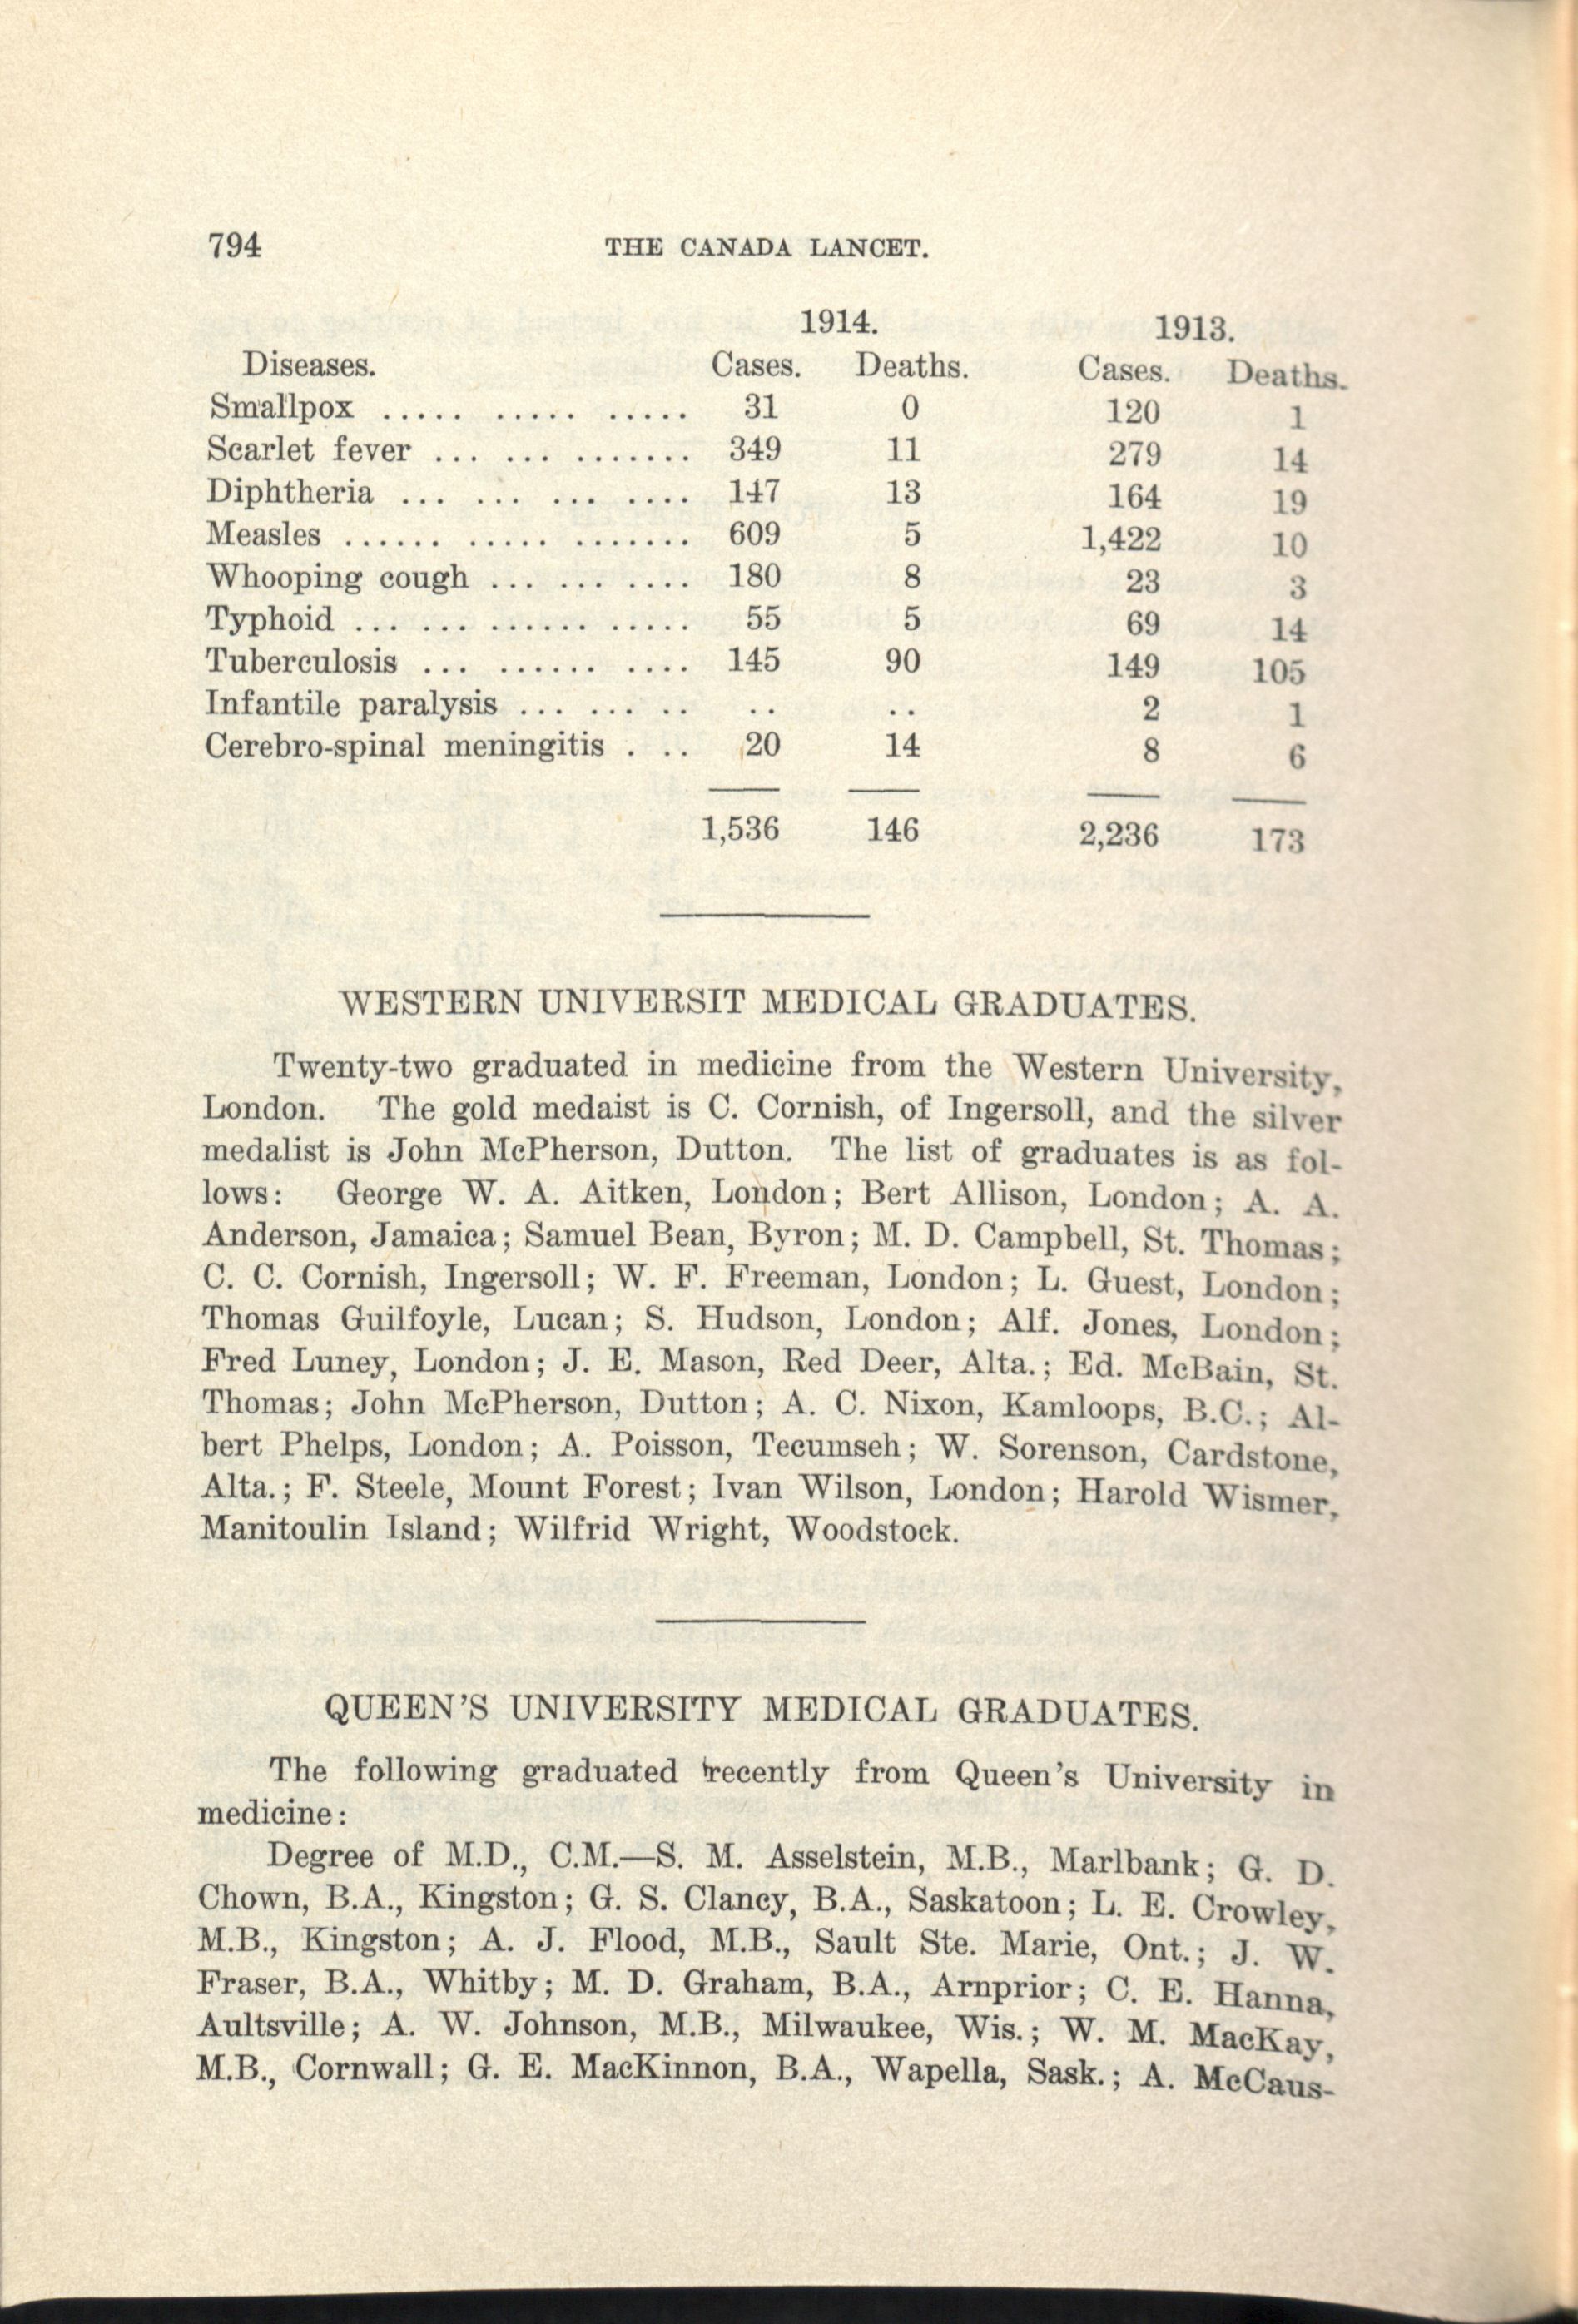 794 THE CANADA LANCET.
1914. 1913.
Diseases. Cases. Deaths. Cases. Deaths.
Smallpox ..... ..... ..... 31 0 120 1
Scarlet fever ... ... ....... 349 11 279 14
Diphtheria ... ... ... .... 147 13 164 19
Measles ...... ..... ....... 609 5 1,422 10
Whooping cough ... ... .... 180 8 23 3
Typhoid ... ... ...... ..... 55 5 69 14
Tuberculosis ... ...... .... 145 90 149 105
Infantile paralysis ... ... .. .. .. 2 1
Cerebro-spinal meningitis . .. 20 14 8 6
1,536 146 2,236 173
WESTERN UNIVERSIT MEDICAL GRADUATES.
Twenty-two graduated in medicine from the Western University,
London. The gold medaist is C. Cornish, of Ingersoll, and the silver
medalist is John McPherson, Dutton. The list of graduates is as fol-
lows: George W. A. Aitken, London; Bert Allison, London; A. A.
Anderson, Jamaica; Samuel Bean, Byron; M. D. Campbell, St. Thomas;
C. C. Cornish, Ingersoll; W. F. Freeman, London; L. Guest, London;
Thomas Guilfoyle, Lucan; S. Hudson, London; Alf. Jones, London;
Fred Luney, London; J. E. Mason, Red Deer, Alta.; Ed. McBain, St.
Thomas; John McPherson, Dutton; A. C. Nixon, Kamloops, B.C.; Al-
bert Phelps, London; A. Poisson, Tecumseh; W. Sorenson, Cardstone,
Alta.; F. Steele, Mount Forest; Ivan Wilson, London; Harold Wismer,
Manitoulin Island; Wilfrid Wright, Woodstock.
QUEEN'S UNIVERSITY MEDICAL GRADUATES.
The following graduated recently from Queen's University in
medicine:
Degree of M.D., C.M.—S. M. Asselstein, M.B., Marlbank; G. D.
Chown, B.A., Kingston; G. S. Clancy, B.A., Saskatoon; L. E. Crowley,
M.B., Kingston; A. J. Flood, M.B., Sault Ste. Marie, Ont.; J. W.
Fraser, B.A., Whitby; M. D. Graham, B.A., Arnprior; C. E. Hanna,
Aultsville; A. W. Johnson, M.B., Milwaukee, Wis.; W. M. MacKay,
M.B., Cornwall; G. E. MacKinnon, B.A., Wapella, Sask.; A. McCaus-